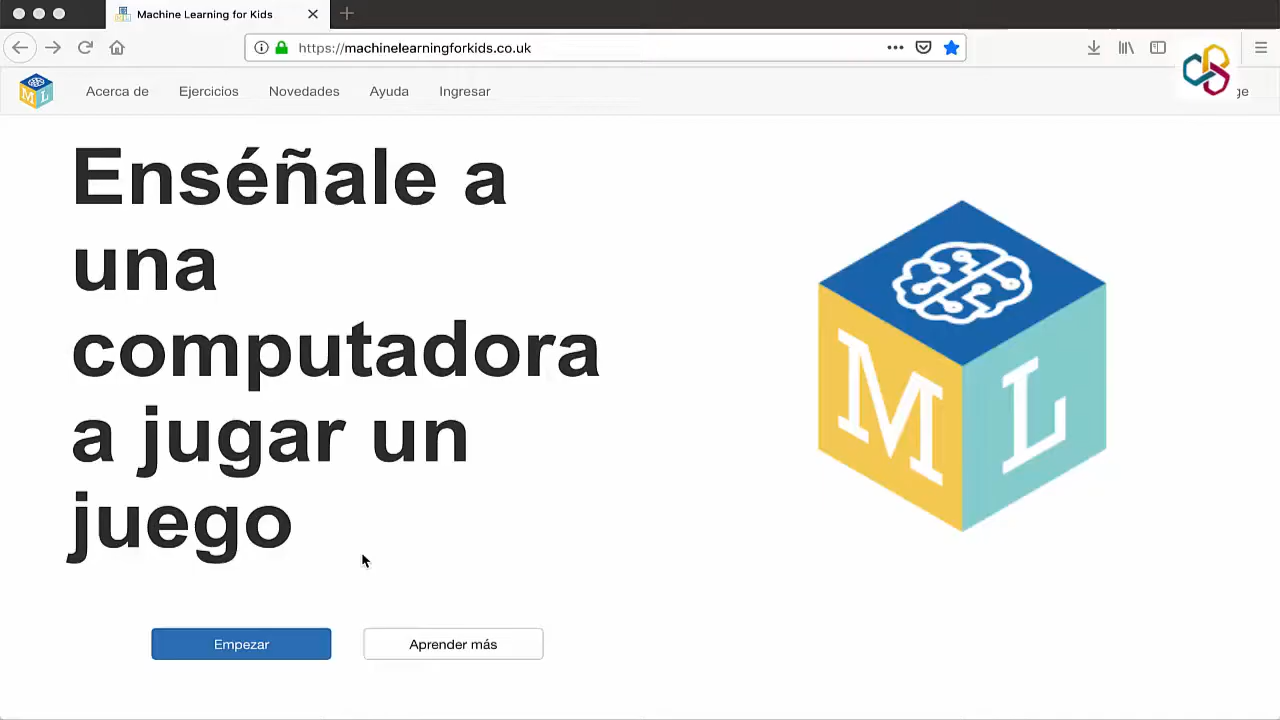 Machine Learning for Kids
https://machinelearningforkids.co.uk
Acerca de
Ejercicios
Novedades
Ayuda
Ingresar
ge
Enséñale a
una
computadora
a jugar un
juego
M L
Empezar
Aprender más